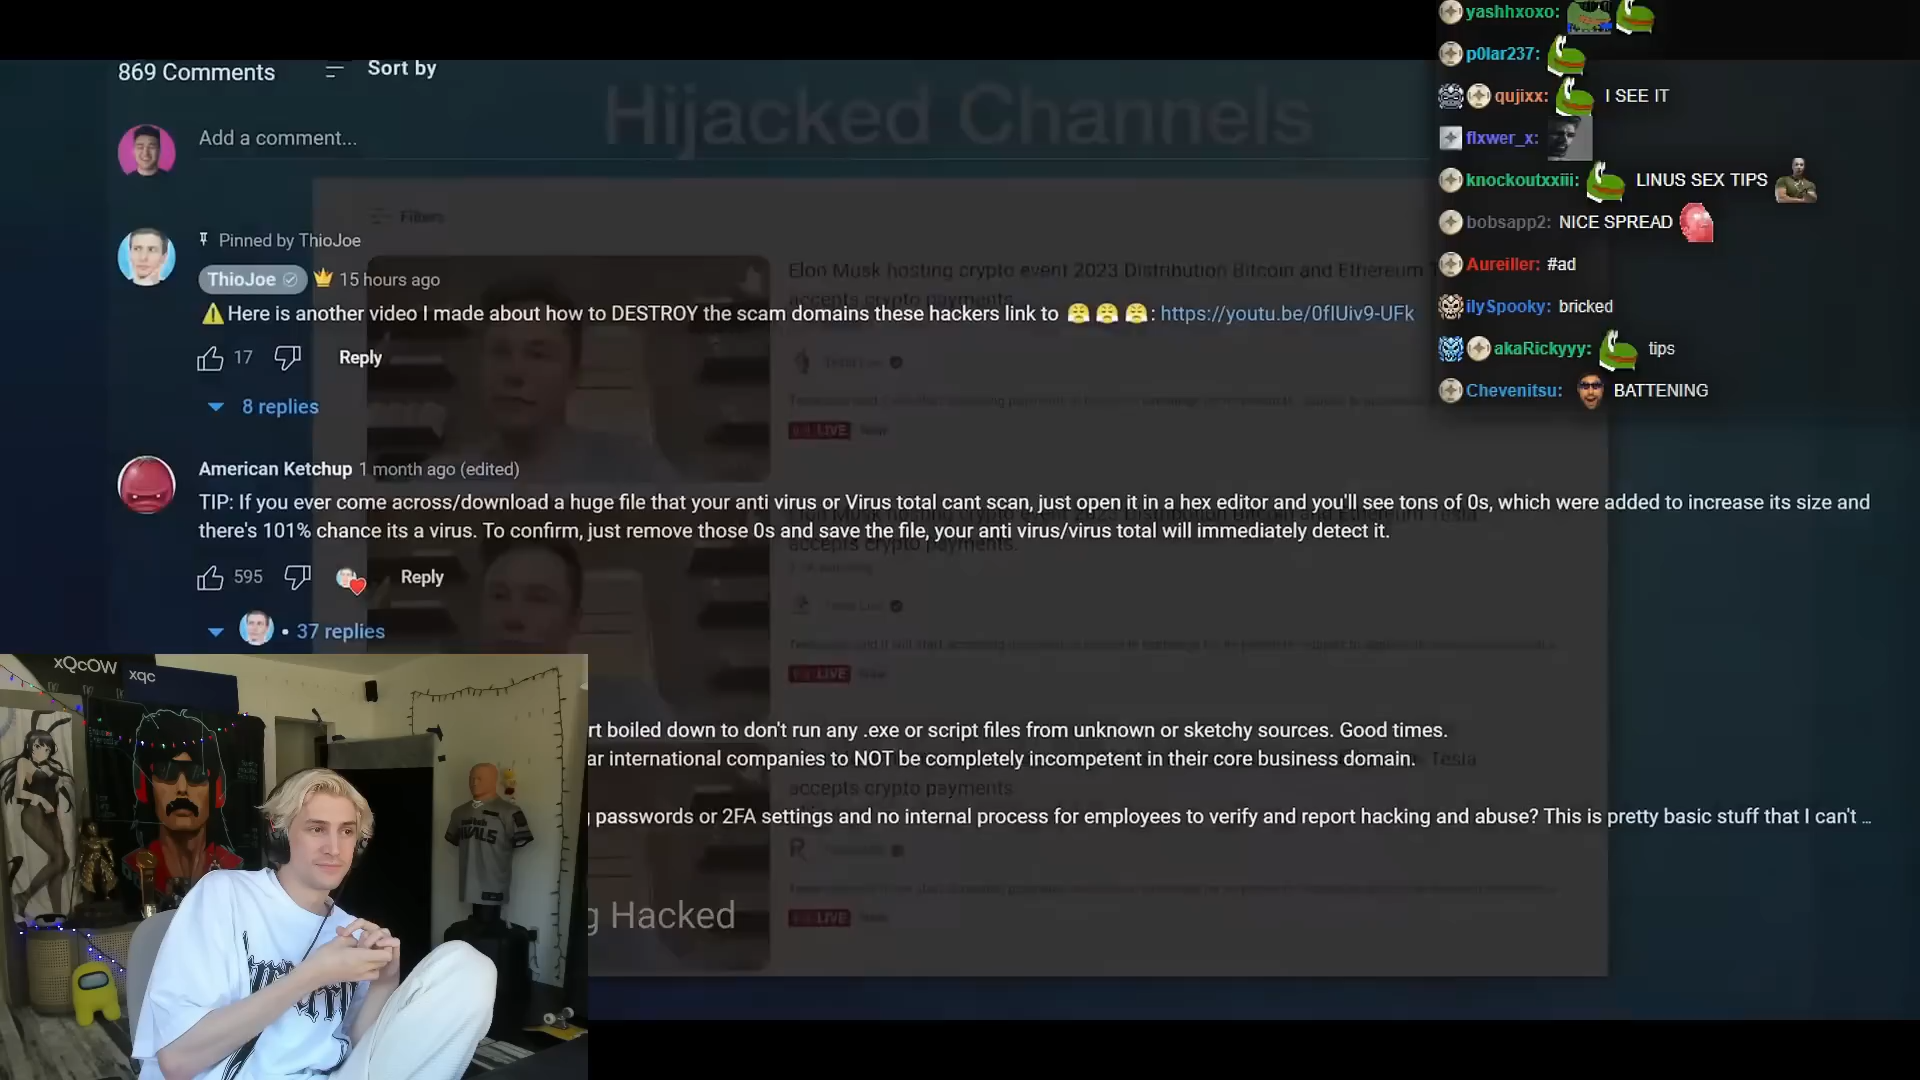 869 Comments
Sort by
Hijacked Channels
Add a comment...
Filters
Pinned by ThioJoe
ThioJoe
15 hours ago
Elon Musk hosting crypto event 2023 Distribution Bitcoin and Ethereum T
accepts crypto payments
⚠️Here is another video I made about how to DESTROY the scam domains these hackers link to 😤 😤 😤: https://youtu.be/0fIUiv9-UFk
17
Reply
8 replies
LIVE
American Ketchup 1 month ago (edited)
TIP: If you ever come across/download a huge file that your anti virus or Virus total cant scan, just open it in a hex editor and you'll see tons of 0s, which were added to increase its size and
there's 101% chance its a virus. To confirm, just remove those 0s and save the file, your anti virus/virus total will immediately detect it.
accepts crypto payments.
595
Reply
• 37 replies
LIVE
rt boiled down to don't run any .exe or script files from unknown or sketchy sources. Good times.
ar international companies to NOT be completely incompetent in their core business domain.
Tesla
accepts crypto payments
passwords or 2FA settings and no internal process for employees to verify and report hacking and abuse? This is pretty basic stuff that I can't ...
g Hacked
LIVE
yashhxoxo:
p0lar237:
qujixx: I SEE IT
flxwer_x:
knockoutxxiii: LINUS SEX TIPS
bobsapp2: NICE SPREAD
Aureiller: #ad
ilySpooky: bricked
akaRickyyy: tips
Chevenitsu: BATTENING
xQcOW
xqc
RIVALS